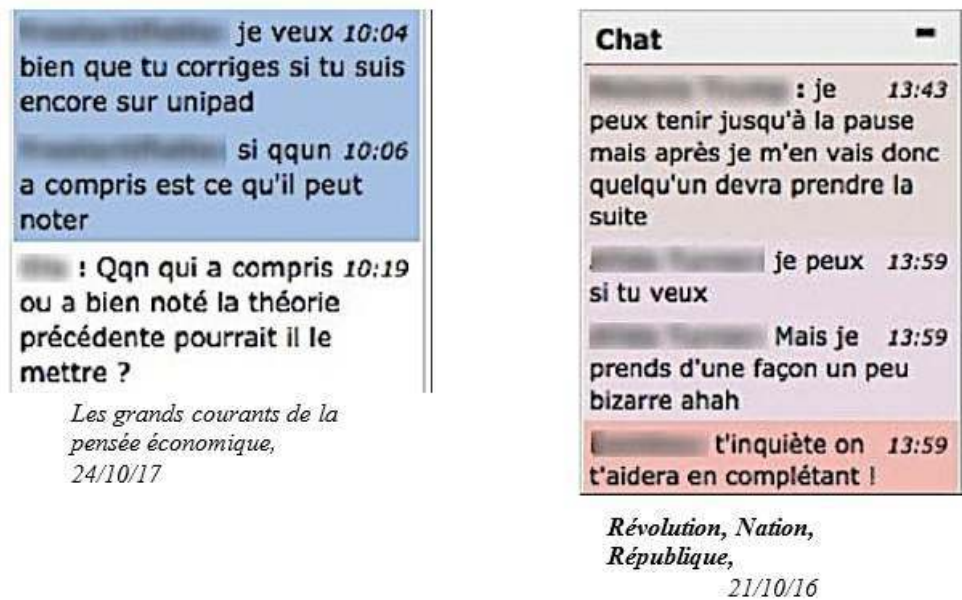 je veux 10:04
bien que tu corriges si tu suis
encore sur unipad
si qqun 10:06
a compris est ce qu'il peut
noter
: Qqn qui a compris 10:19
ou a bien noté la théorie
précédente pourrait il le
mettre ?
Les grands courants de la
pensée économique,
24/10/17
Chat
: je 13:43
peux tenir jusqu'à la pause
mais après je m'en vais donc
quelqu'un devra prendre la
suite
je peux 13:59
si tu veux
Mais je 13:59
prends d'une façon un peu
bizarre ahah
t'inquiète on 13:59
t'aidera en complétant !
Révolution, Nation,
République,
21/10/16